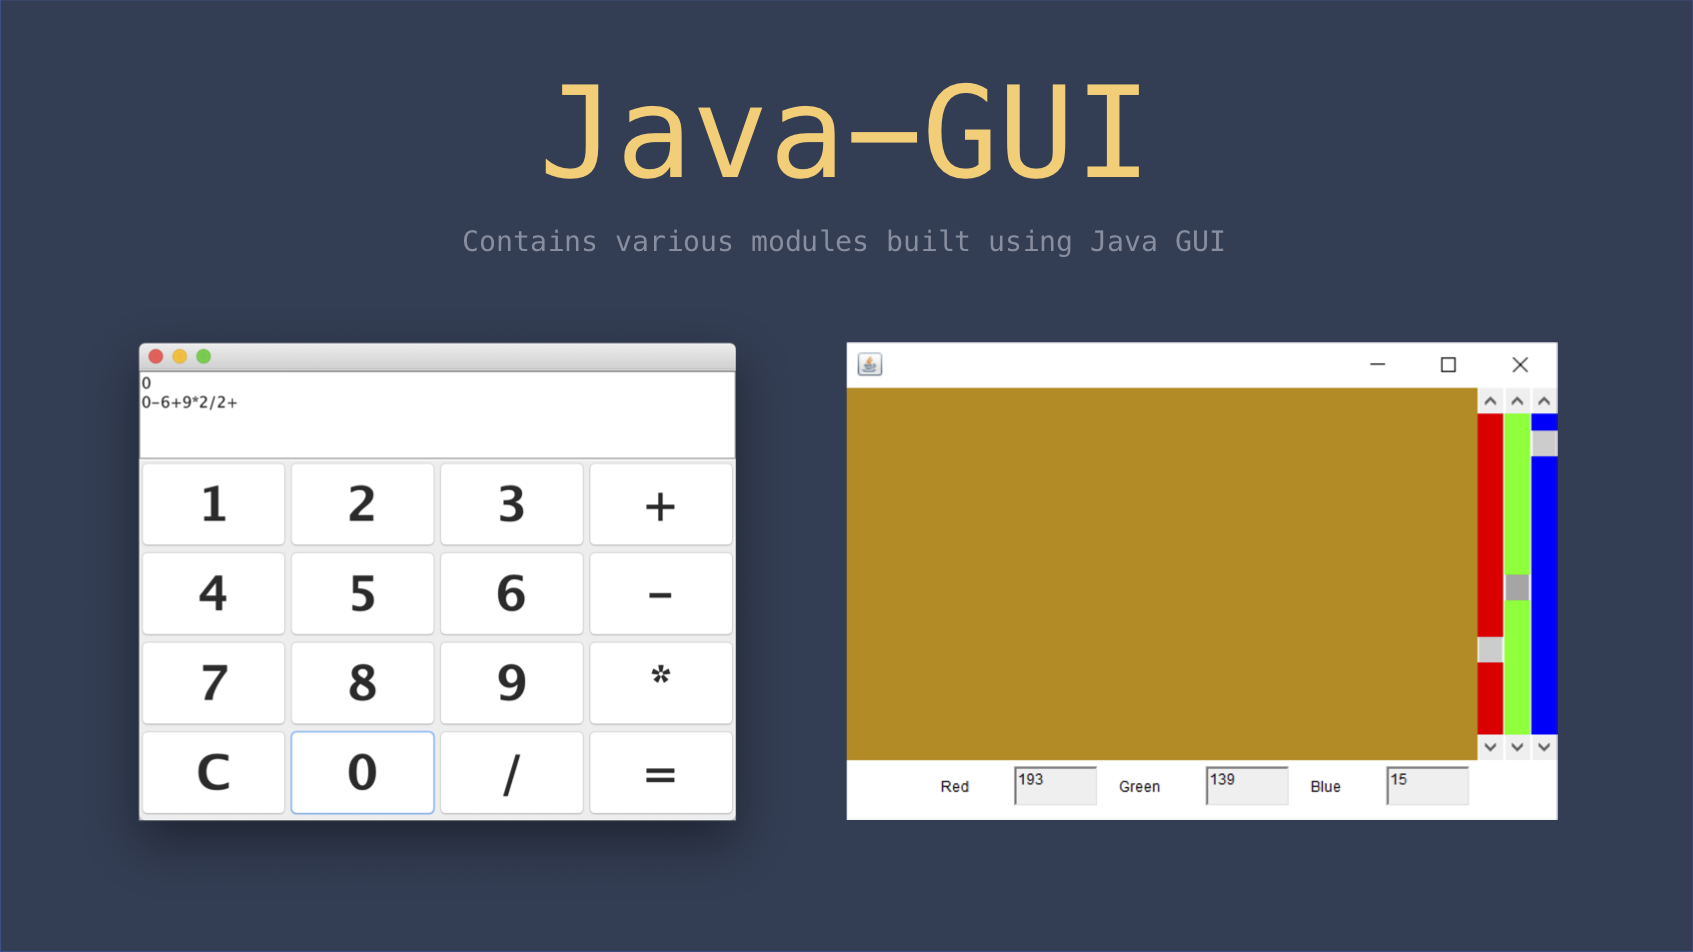 Java-GUI
Contains various modules built using Java GUI
0
0-6+9*2/2+
1 2 3 +
4 5 6 -
7 8 9 *
C 0 / =
Red 193 Green 139 Blue 15